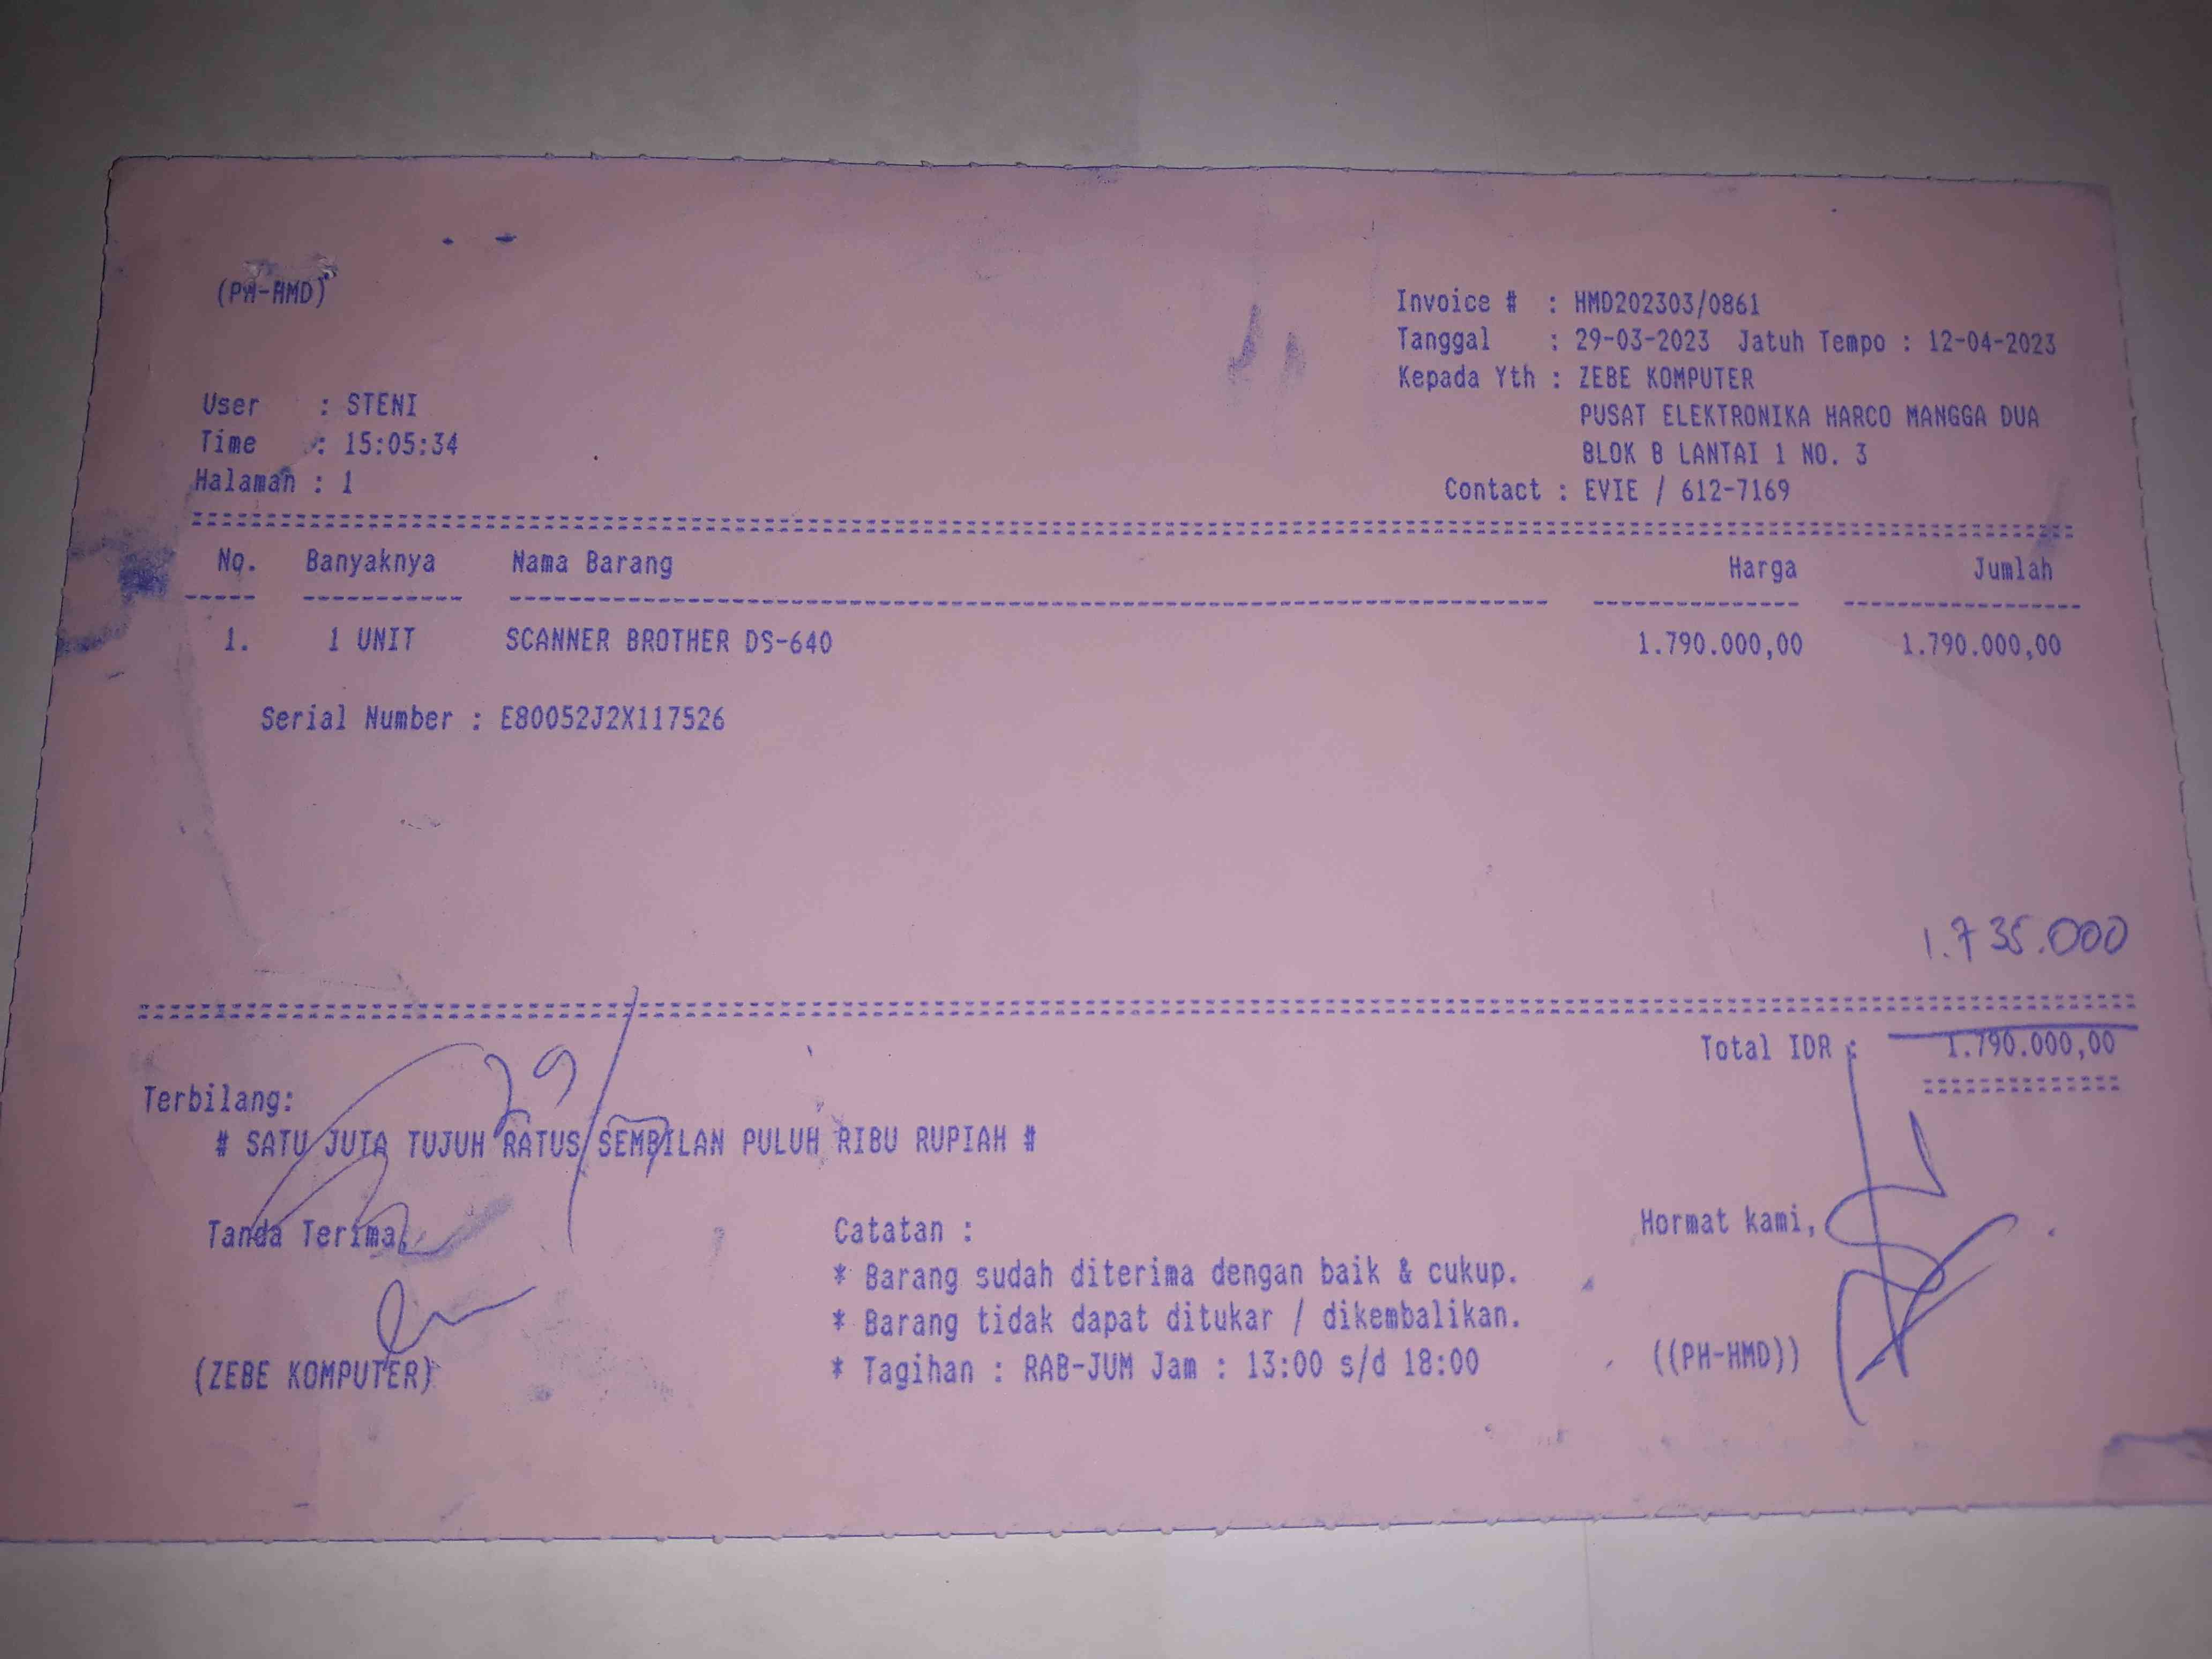 (PH-HMD)
Invoice # : HMD202303/0861
Tanggal : 29-03-2023 Jatuh Tempo : 12-04-2023
Kepada Yth : ZEBE KOMPUTER
PUSAT ELEKTRONIKA HARCO MANGGA DUA
BLOK B LANTAI 1 NO. 3
Contact : EVIE / 612-7169
User : STENI
Time : 15:05:34
Halaman : 1
No. Banyaknya Nama Barang Harga Jumlah
1. 1 UNIT SCANNER BROTHER DS-640 1.790.000,00 1.790.000,00
Serial Number : E80052J2X117526
1.735.000
Total IDR : 1.790.000,00
Terbilang:
# SATU JUTA TUJUH RATUS SEMBILAN PULUH RIBU RUPIAH #
Tanda Terima,
(ZEBE KOMPUTER)
Catatan :
* Barang sudah diterima dengan baik & cukup.
* Barang tidak dapat ditukar / dikembalikan.
* Tagihan : RAB-JUM Jam : 13:00 s/d 18:00
Hormat kami,
((PH-HMD))